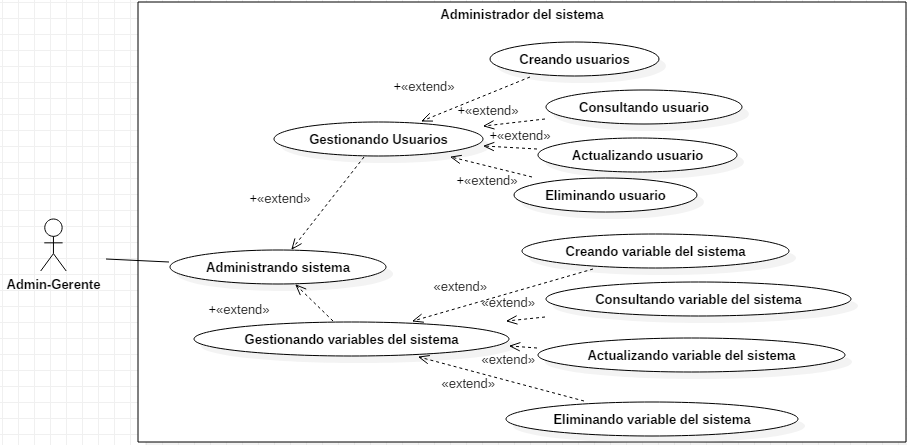 Administrador del sistema
Creando usuarios
+«extend»
Consultando usuario
+«extend»
Gestionando Usuarios
+«extend»
Actualizando usuario
+«extend»
Eliminando usuario
+«extend»
Admin-Gerente
Administrando sistema
Creando variable del sistema
«extend»
Consultando variable del sistema
«extend»
+«extend»
Gestionando variables del sistema
Actualizando variable del sistema
«extend»
«extend»
Eliminando variable del sistema